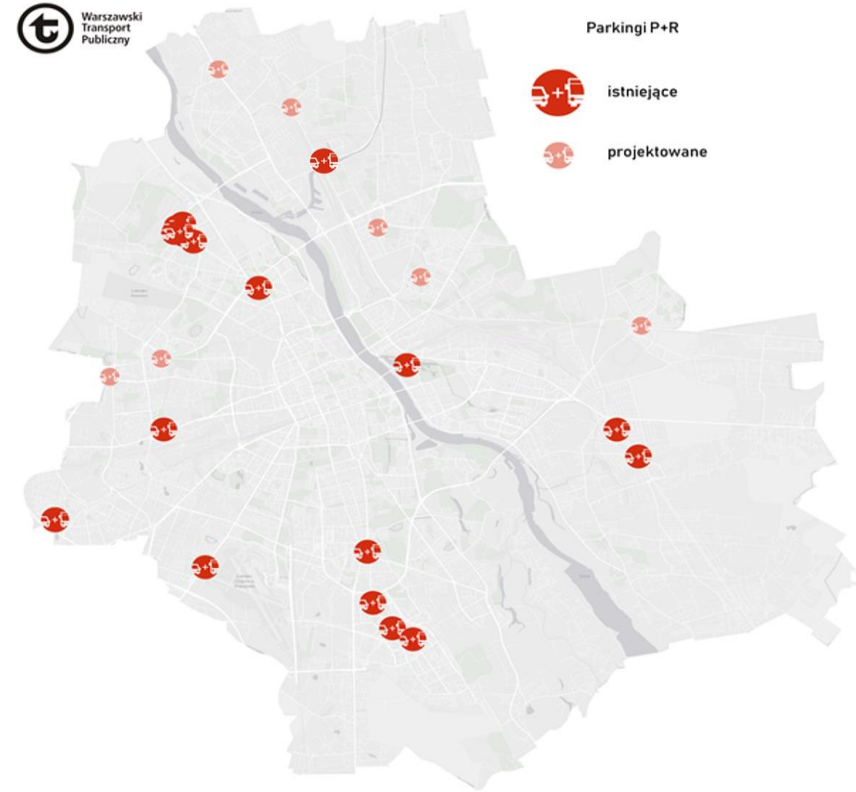 Warszawski
Transport
Publiczny
Parkingi P+R
istniejące
projektowane